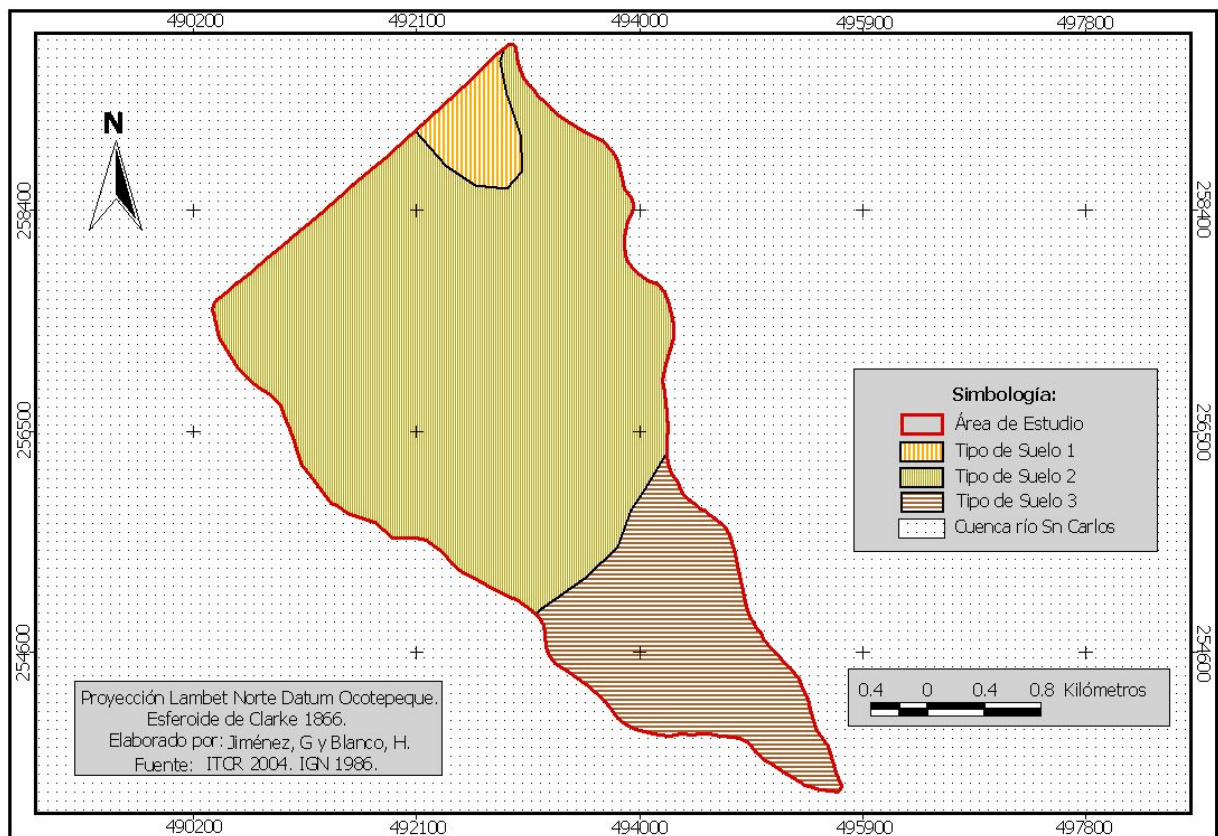 490200 492100 494000 495900 497800
N
258400 258400
Simbología:
Área de Estudio
Tipo de Suelo 1
Tipo de Suelo 2
Tipo de Suelo 3
Cuenca río Sn Carlos
256500 256500
254600 254600
0.4 0 0.4 0.8 Kilómetros
Proyección Lambet Norte Datum Ocotepeque.
Esferoide de Clarke 1866.
Elaborado por: Jiménez, G y Blanco, H.
Fuente: ITCR 2004. IGN 1986.
490200 492100 494000 495900 497800